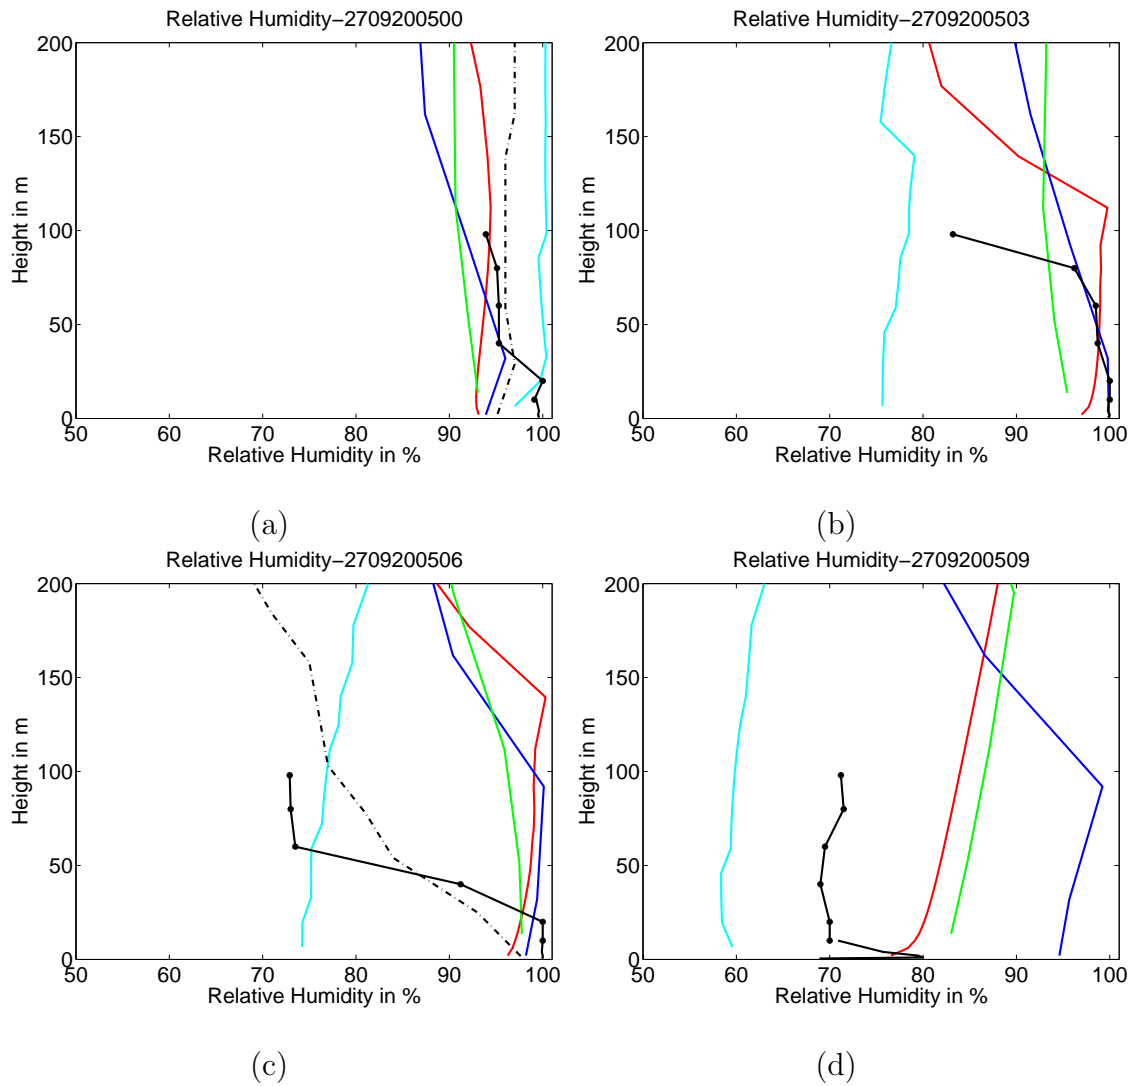 Relative Humidity−2709200500
Relative Humidity−2709200503
200
150
100
50
0
Height in m
50 60 70 80 90 100
Relative Humidity in %
200
150
100
50
0
Height in m
50 60 70 80 90 100
Relative Humidity in %
(a)
(b)
Relative Humidity−2709200506
Relative Humidity−2709200509
200
150
100
50
0
Height in m
50 60 70 80 90 100
Relative Humidity in %
200
150
100
50
0
Height in m
50 60 70 80 90 100
Relative Humidity in %
(c)
(d)